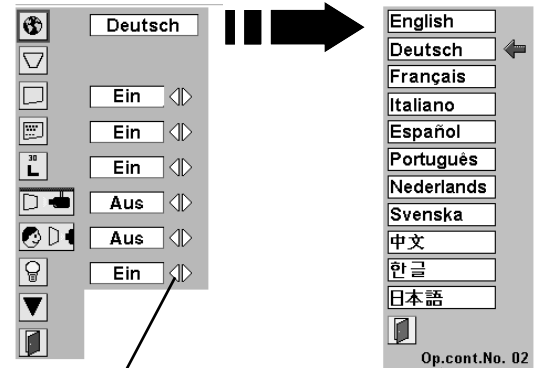 Deutsch
Ein
Ein
30
L
Ein
Aus
Aus
Ein
English
Deutsch
Français
Italiano
Español
Português
Nederlands
Svenska
中文
한글
日本語
Op.cont.No. 02